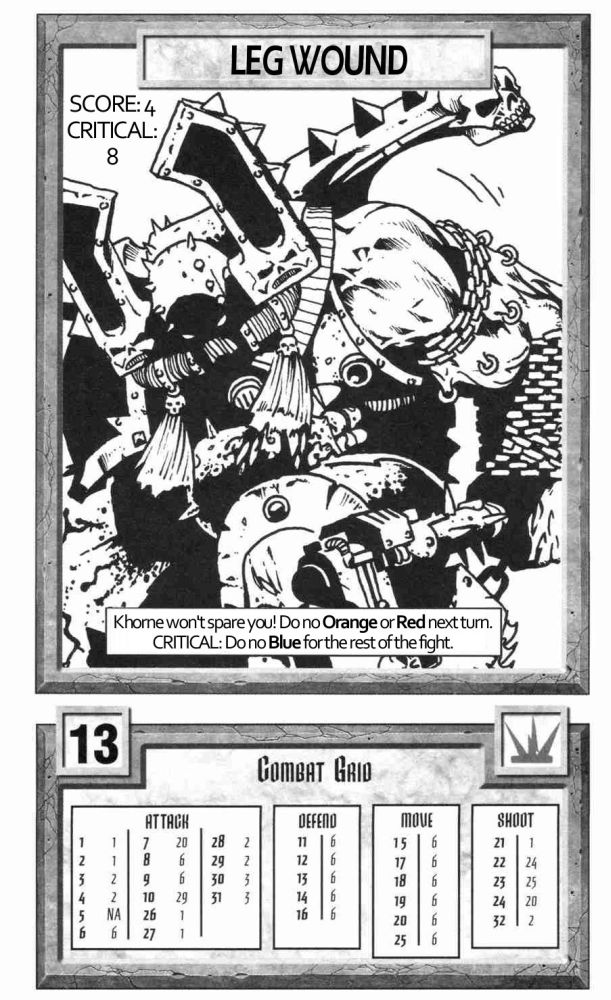 LEG WOUND
SCORE: 4
CRITICAL:
8
Khorne won't spare you! Do no Orange or Red next turn.
CRITICAL: Do no Blue for the rest of the fight.
13
COMBAT GRID
ATTACK
1 1 7 20 28 2
2 1 8 6 29 2
3 2 9 6 30 3
4 2 10 29 31 3
5 NA 26 1
6 6 27 1
DEFEND
11 6
12 6
13 6
14 6
16 6
MOVE
15 6
17 6
18 6
19 6
20 6
25 6
SHOOT
21 1
22 24
23 25
24 20
32 2